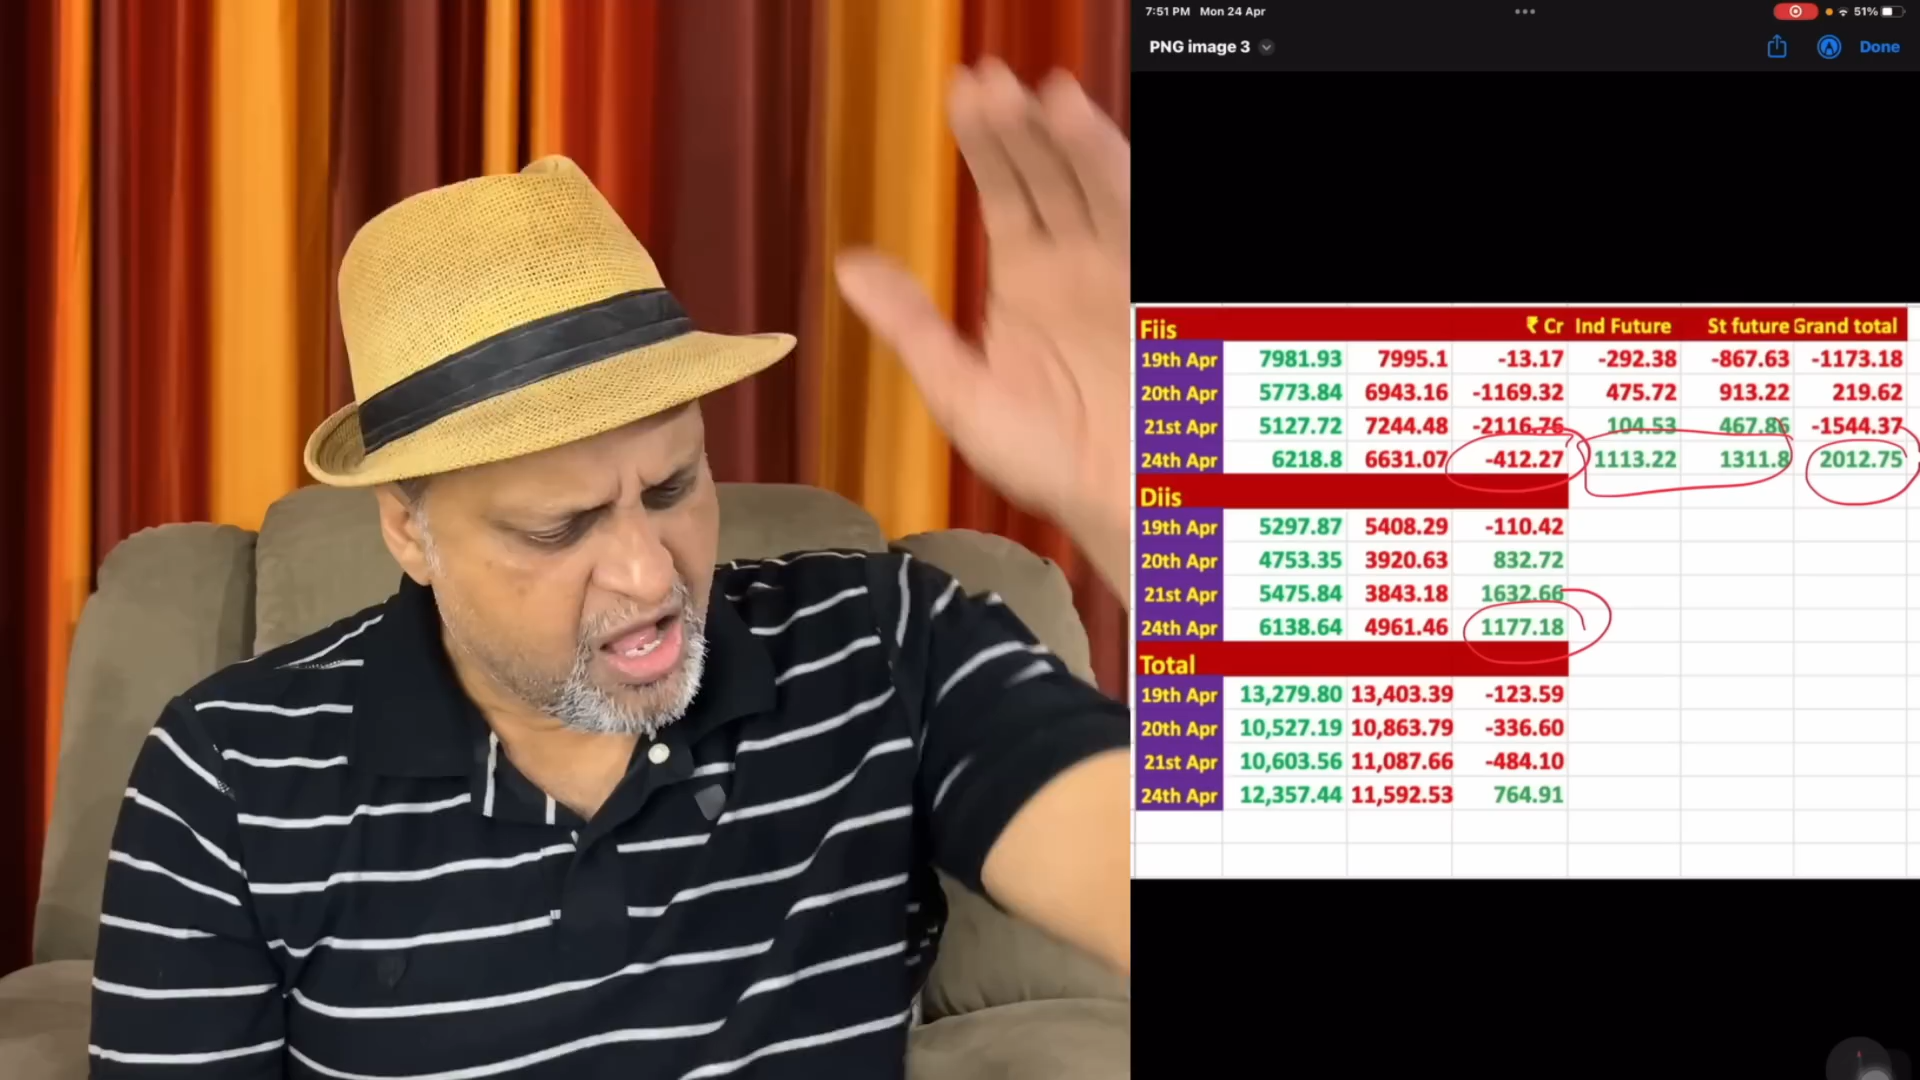 7:51 PM Mon 24 Apr
51%
PNG image 3
Done
Fiis ₹ Cr Ind Future St future Grand total
19th Apr 7981.93 7995.1 -13.17 -292.38 -867.63 -1173.18
20th Apr 5773.84 6943.16 -1169.32 475.72 913.22 219.62
21st Apr 5127.72 7244.48 -2116.76 104.53 467.86 -1544.37
24th Apr 6218.8 6631.07 -412.27 1113.22 1311.8 2012.75
Diis
19th Apr 5297.87 5408.29 -110.42
20th Apr 4753.35 3920.63 832.72
21st Apr 5475.84 3843.18 1632.66
24th Apr 6138.64 4961.46 1177.18
Total
19th Apr 13,279.80 13,403.39 -123.59
20th Apr 10,527.19 10,863.79 -336.60
21st Apr 10,603.56 11,087.66 -484.10
24th Apr 12,357.44 11,592.53 764.91